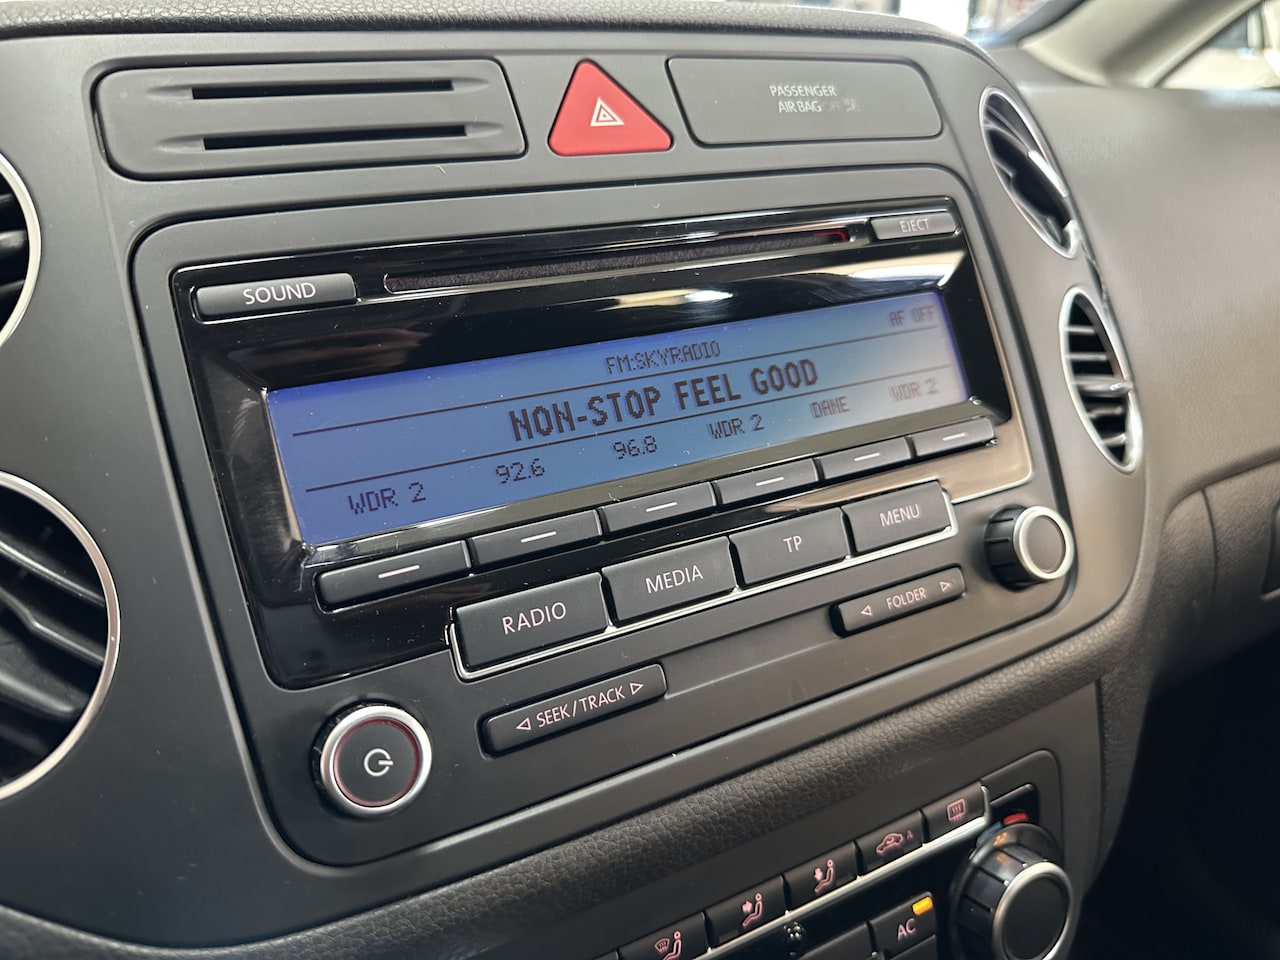 PASSENGER
AIR BAG OFF
EJECT
SOUND
AF OFF
FM:SKYRADIO
NON-STOP FEEL GOOD
WDR 2 92.6 96.8 WDR 2 DANE WDR 2
RADIO MEDIA TP MENU
FOLDER
SEEK/TRACK
A
AC